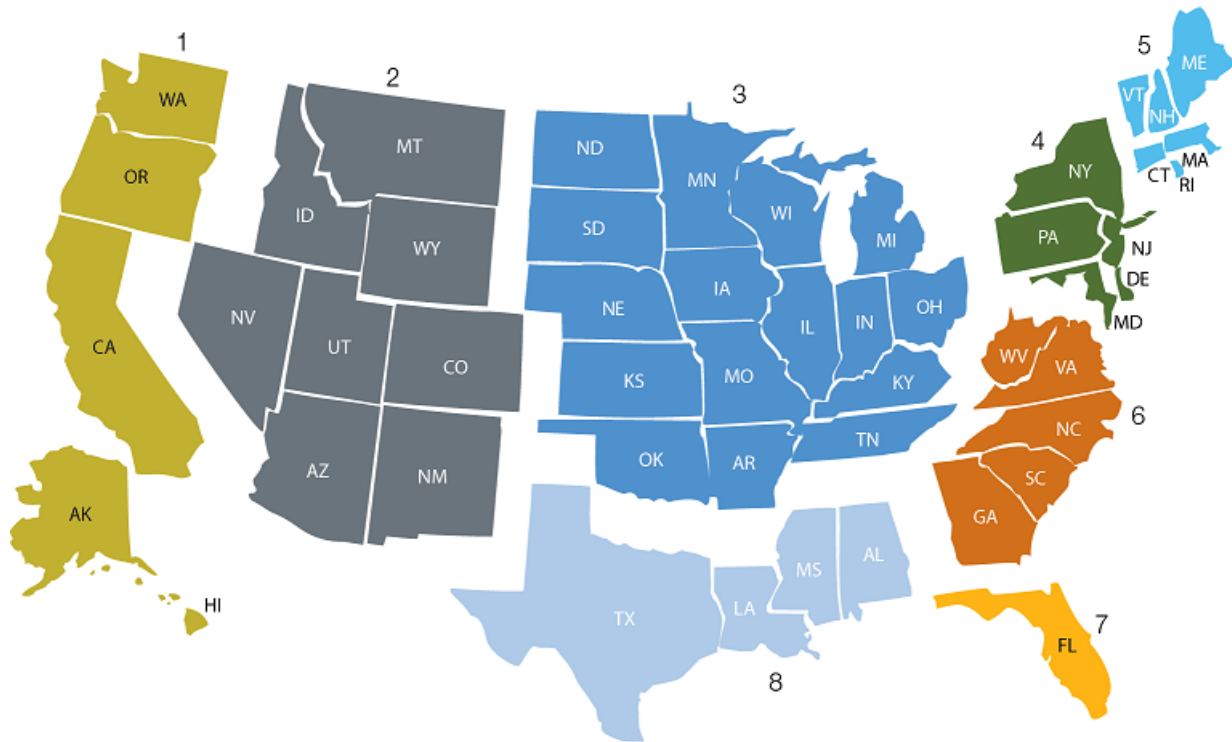 1
WA
OR
CA
AK
HI
2
MT
ID
WY
NV
UT
CO
AZ
NM
3
ND
MN
SD
WI
MI
NE
IA
IL
IN
OH
KS
MO
KY
OK
AR
TN
4
NY
PA
NJ
DE
MD
5
ME
VT
NH
MA
CT
RI
6
WV
VA
NC
SC
GA
7
FL
8
TX
LA
MS
AL